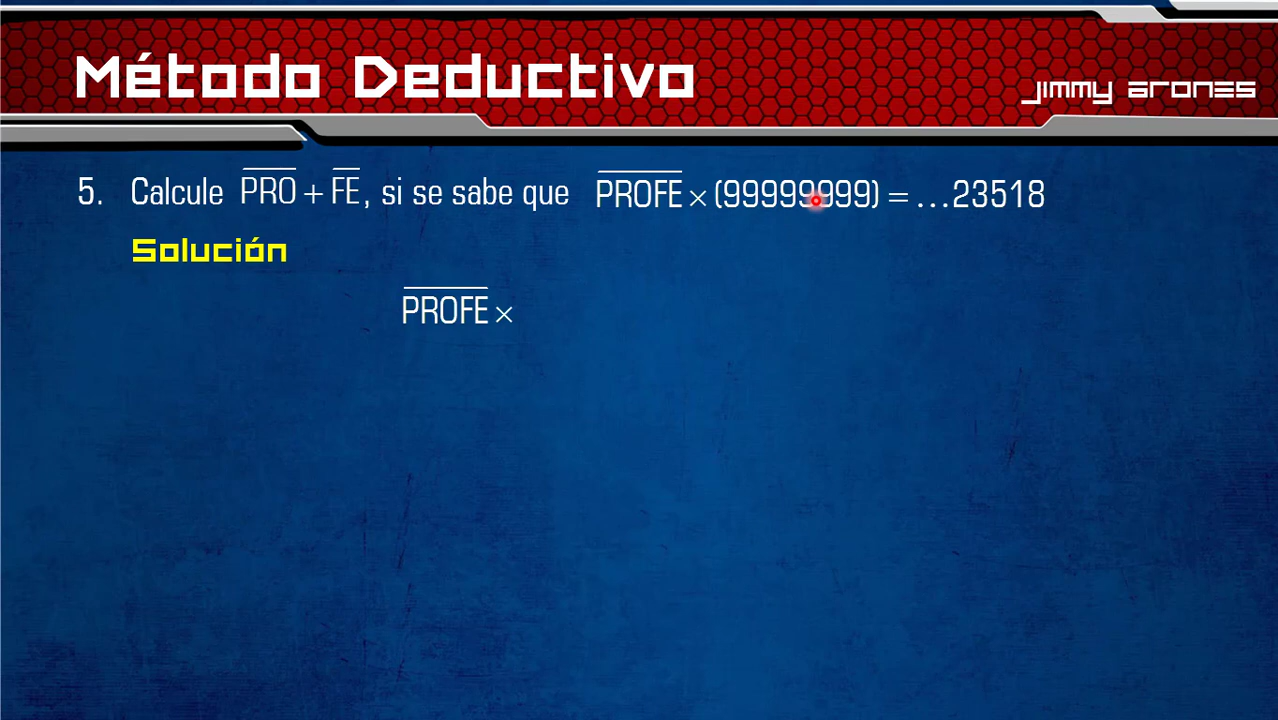 Método Deductivo
Jimmy Arones
5. Calcule PRO + FE, si se sabe que PROFE × (99999999) = ...23518
Solución
PROFE ×